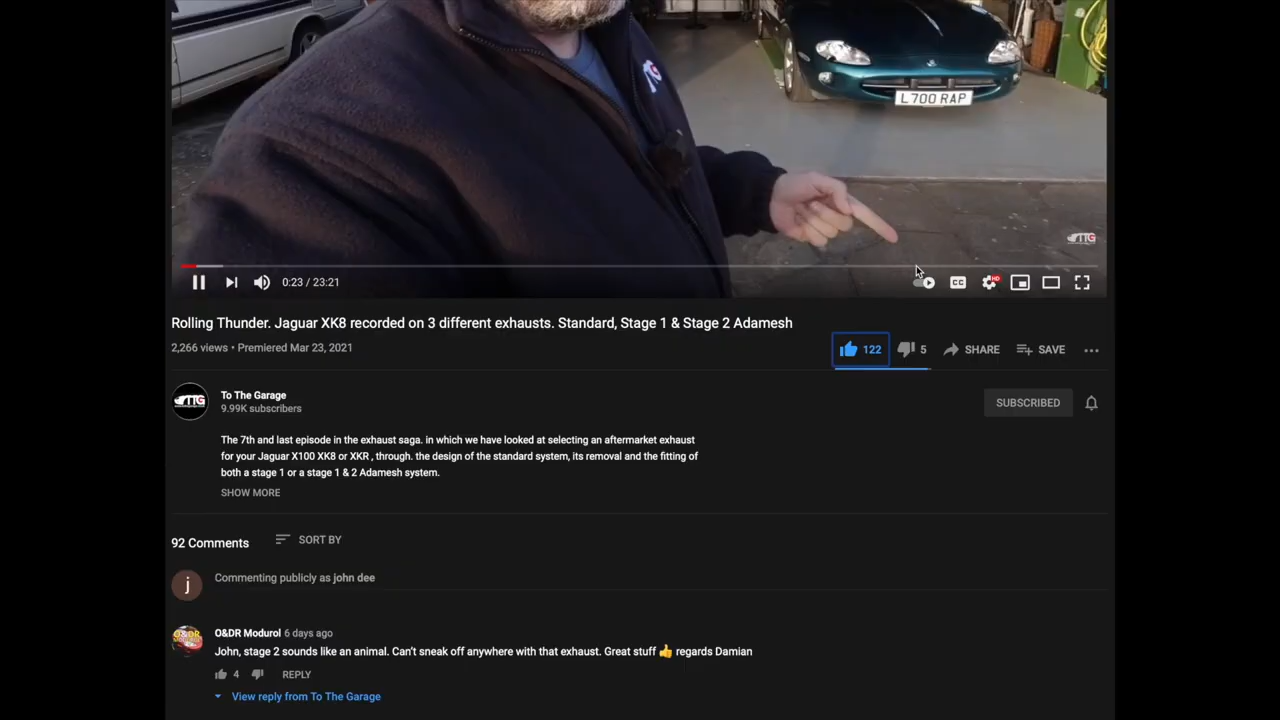 TTG
L700 RAP
TTG
0:23 / 23:21
CC
HD
Rolling Thunder. Jaguar XK8 recorded on 3 different exhausts. Standard, Stage 1 & Stage 2 Adamesh
2,266 views • Premiered Mar 23, 2021
122
5
SHARE
SAVE
TTG
To The Garage
9.99K subscribers
SUBSCRIBED
The 7th and last episode in the exhaust saga. in which we have looked at selecting an aftermarket exhaust
for your Jaguar X100 XK8 or XKR , through. the design of the standard system, its removal and the fitting of
both a stage 1 or a stage 1 & 2 Adamesh system.
SHOW MORE
92 Comments
SORT BY
j
Commenting publicly as john dee
O&DR Modurol 6 days ago
John, stage 2 sounds like an animal. Can't sneak off anywhere with that exhaust. Great stuff 👍 regards Damian
4
REPLY
View reply from To The Garage